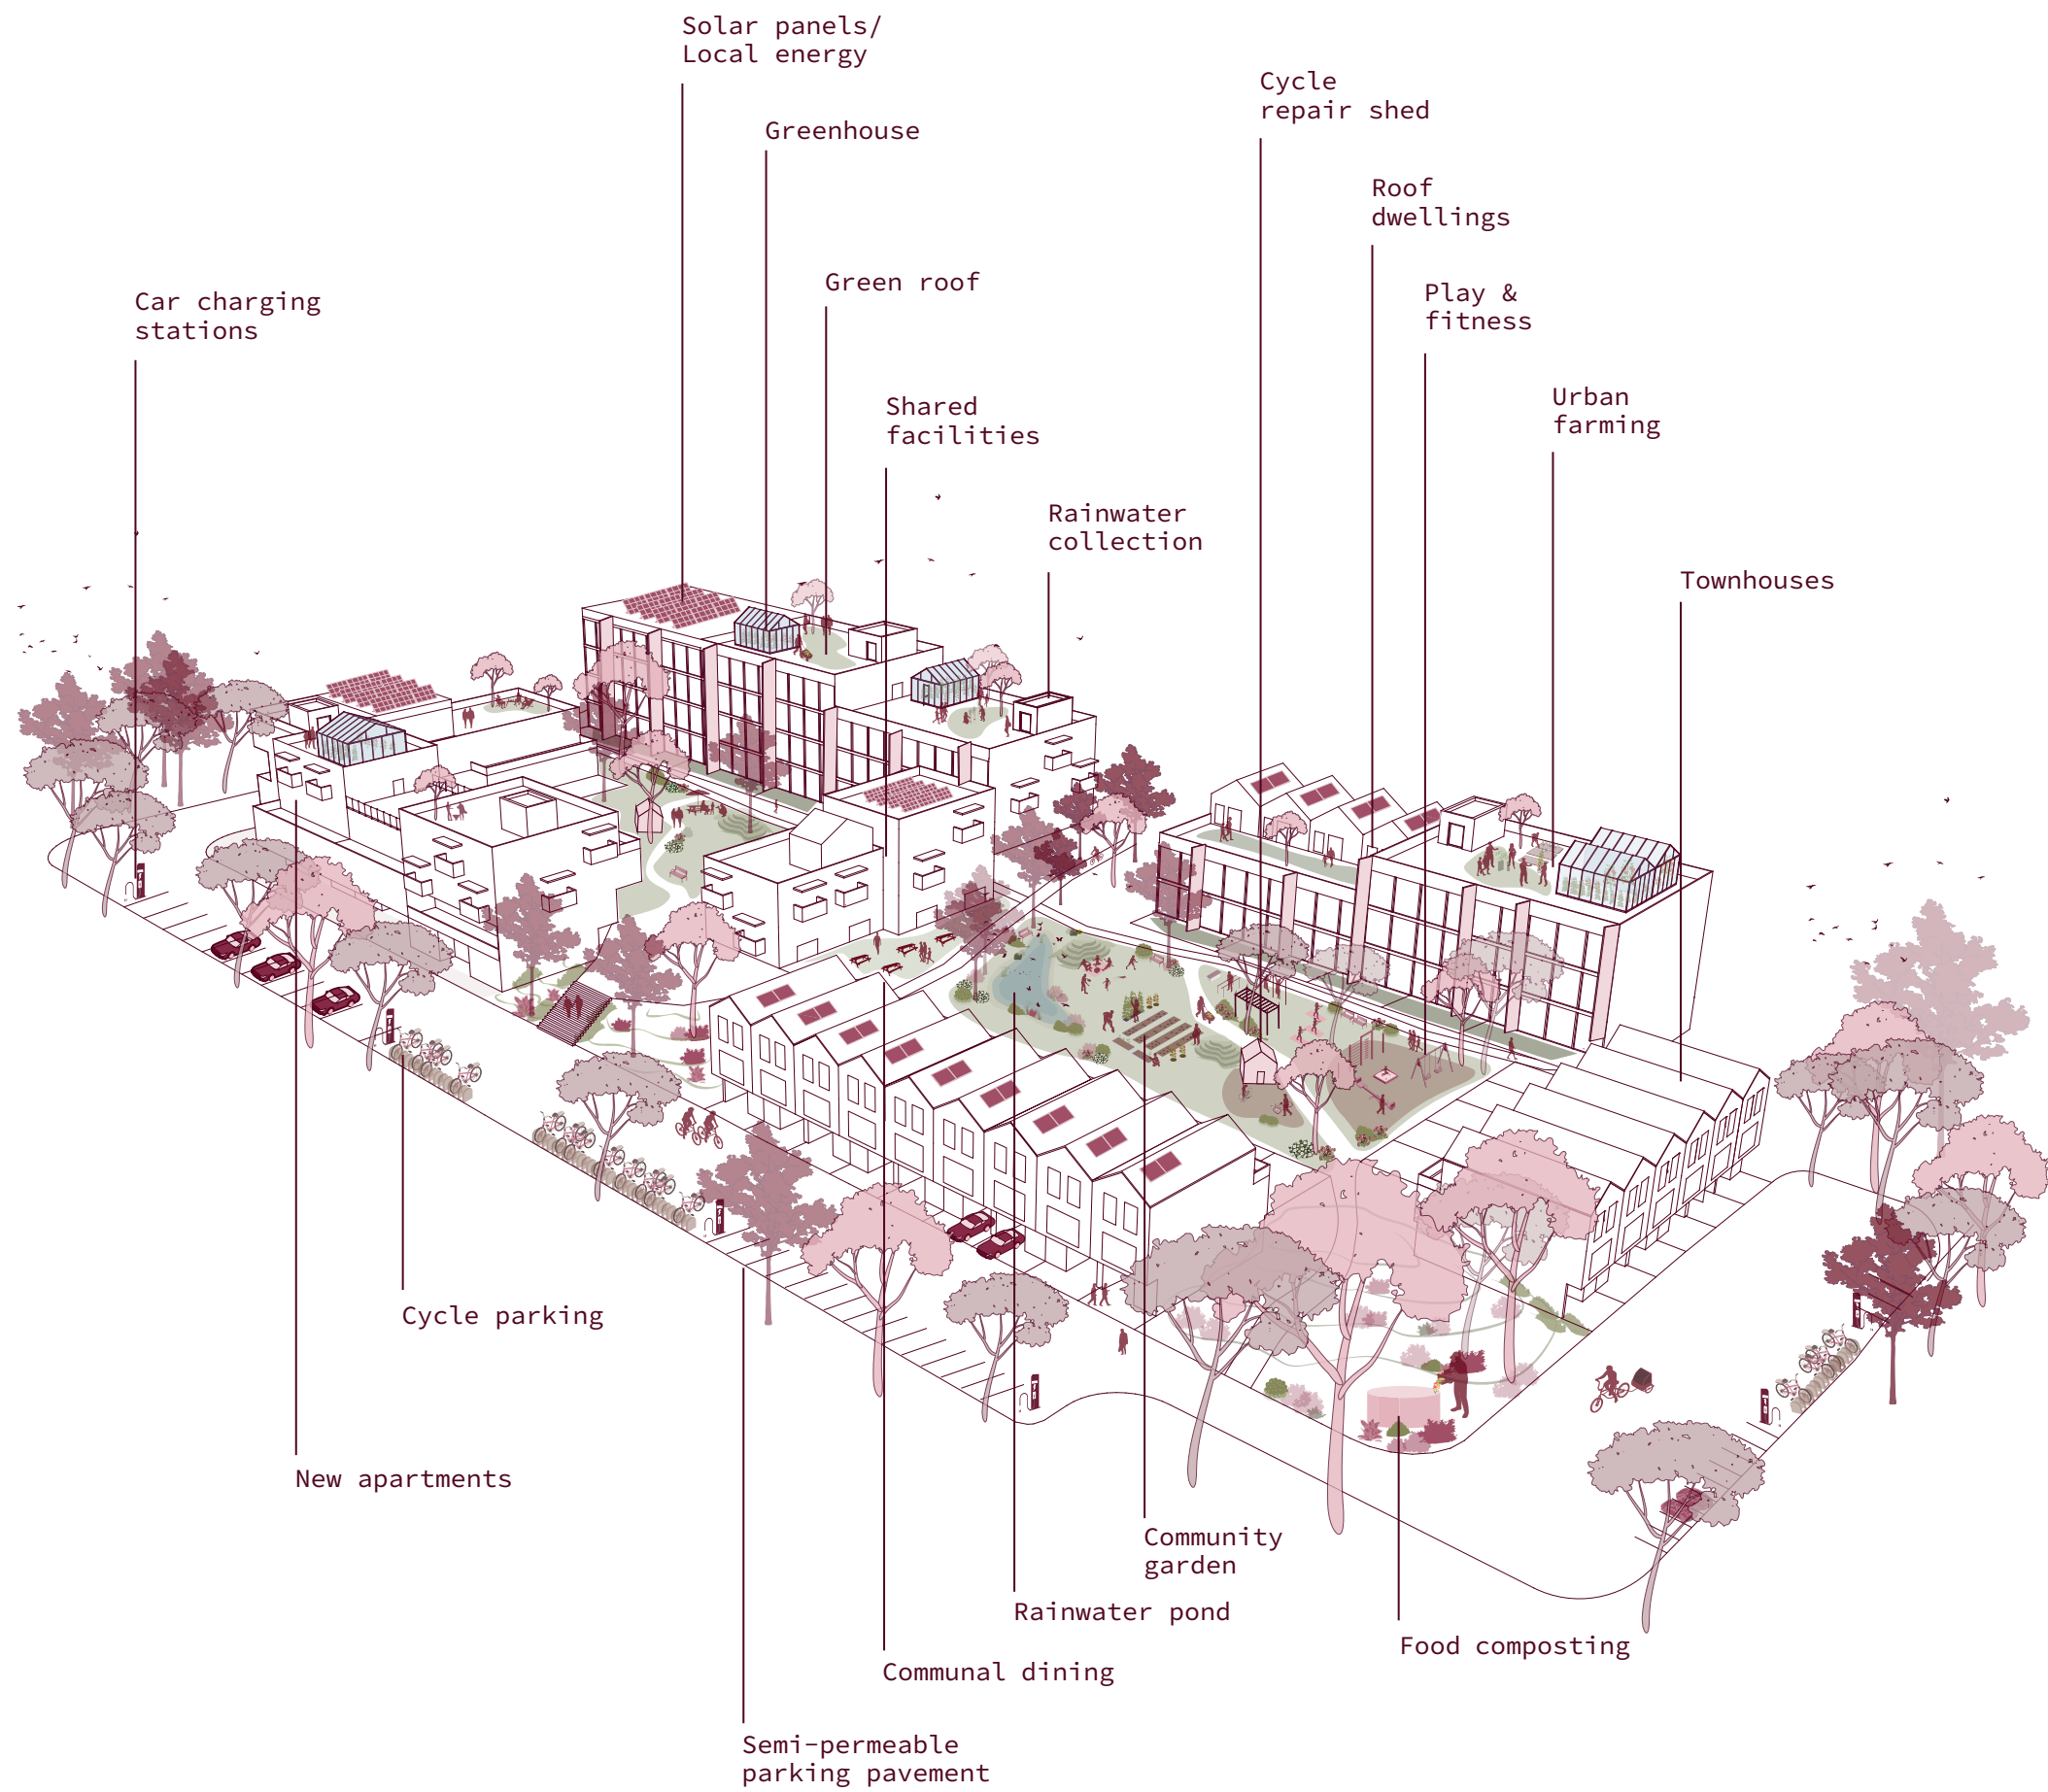 Solar panels/
Local energy
Cycle
repair shed
Greenhouse
Roof
dwellings
Green roof
Play &
fitness
Car charging
stations
Urban
farming
Shared
facilities
Rainwater
collection
Townhouses
Cycle parking
New apartments
Community
garden
Rainwater pond
Food composting
Communal dining
Semi-permeable
parking pavement